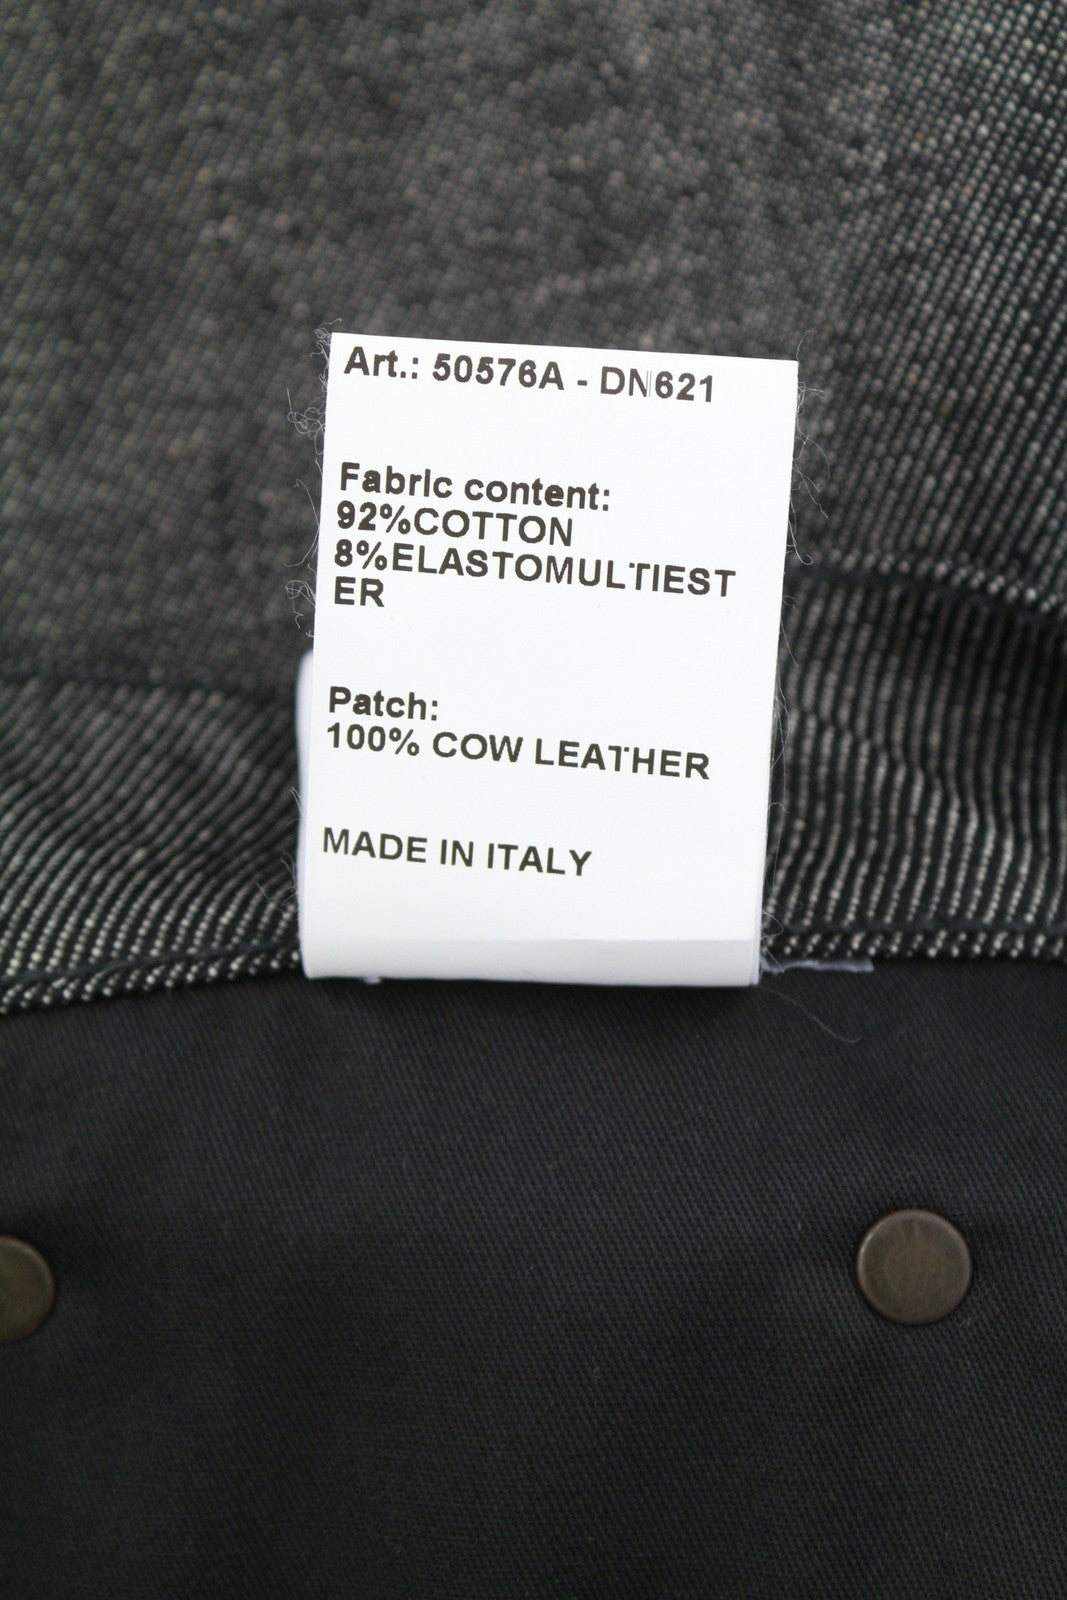 Art.: 50576A - DN621
Fabric content:
92%COTTON
8%ELASTOMULTIEST
ER
Patch:
100% COW LEATHER
MADE IN ITALY